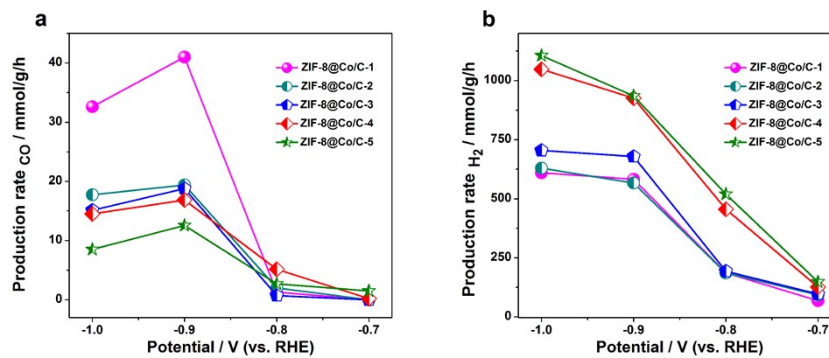 a
Production rate CO / mmol/g/h
40
30
20
10
0
-1.0 -0.9 -0.8 -0.7
Potential / V (vs. RHE)
ZIF-8@Co/C-1
ZIF-8@Co/C-2
ZIF-8@Co/C-3
ZIF-8@Co/C-4
ZIF-8@Co/C-5
b
Production rate H2 / mmol/g/h
1000
750
500
250
0
-1.0 -0.9 -0.8 -0.7
Potential / V (vs. RHE)
ZIF-8@Co/C-1
ZIF-8@Co/C-2
ZIF-8@Co/C-3
ZIF-8@Co/C-4
ZIF-8@Co/C-5